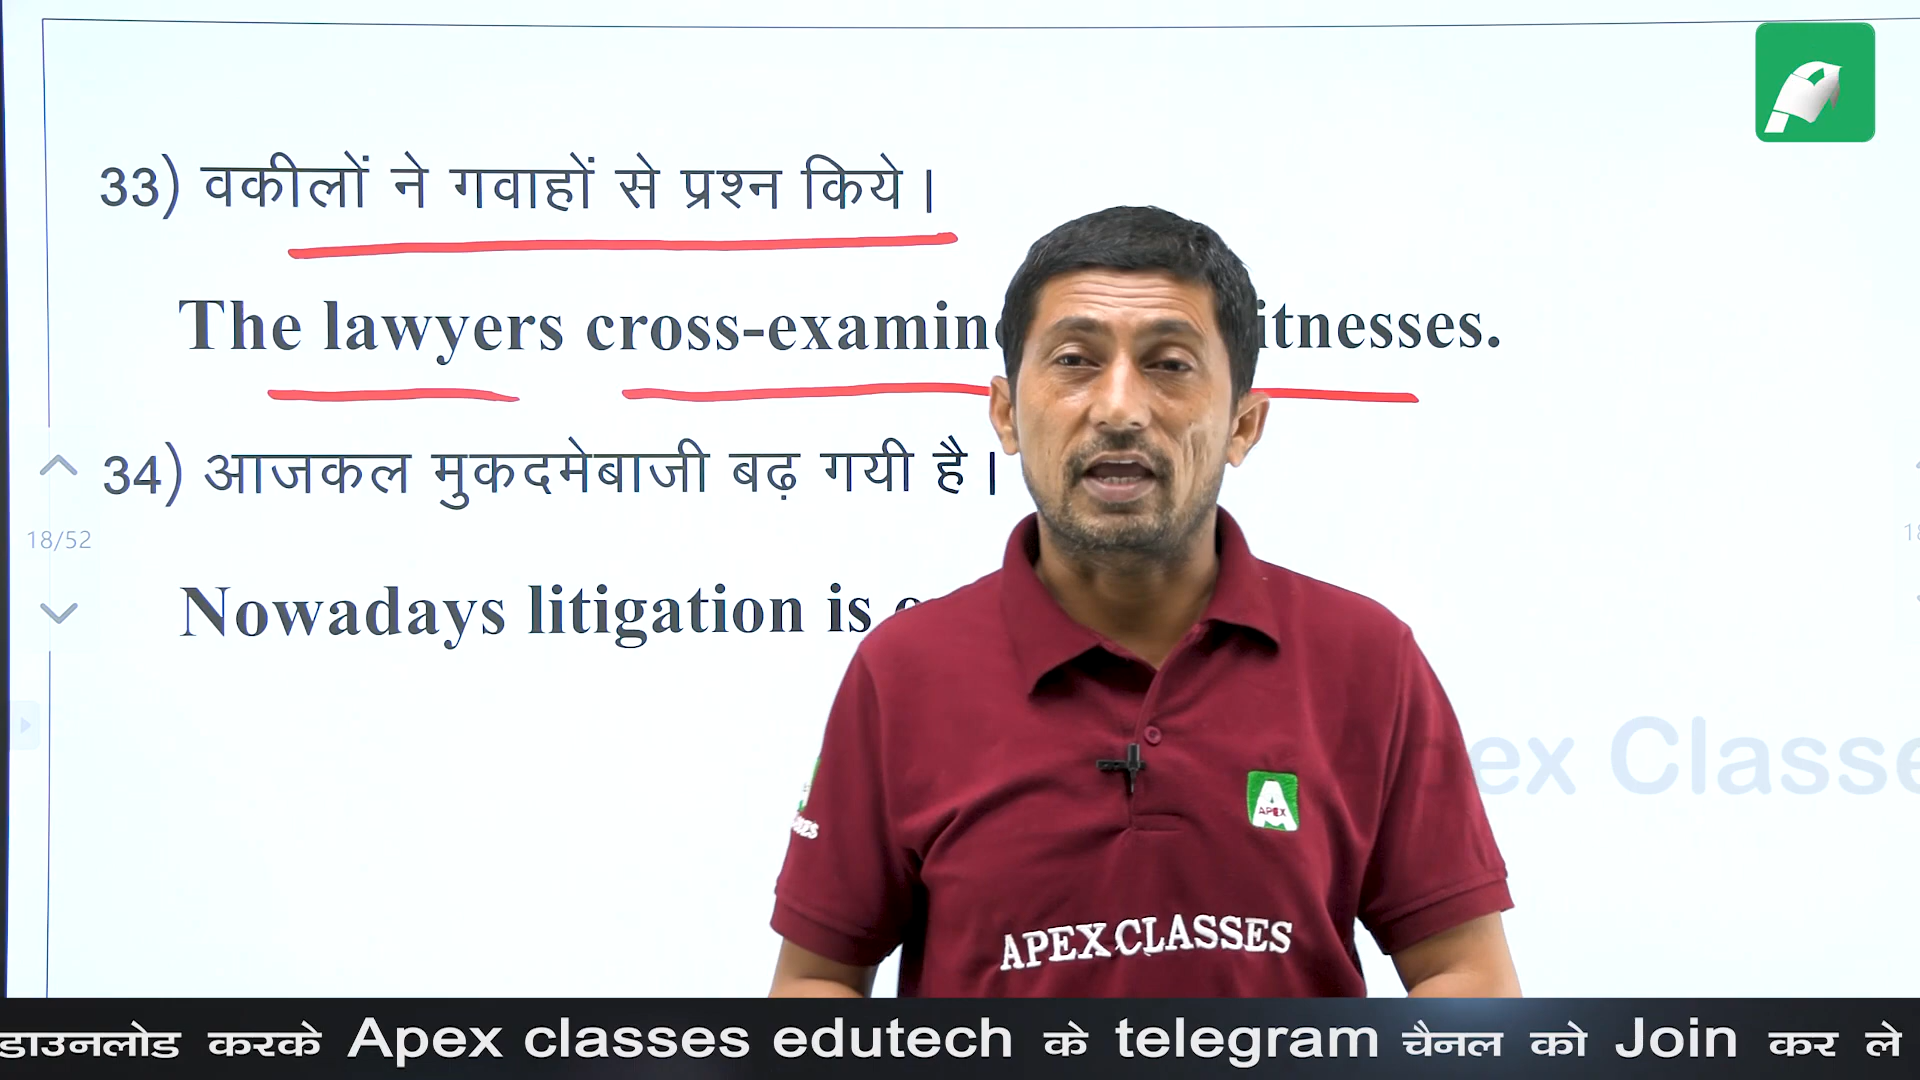 33) वकीलों ने गवाहों से प्रश्न किये।
The lawyers cross-examin itnesses.
34) आजकल मुकदमेबाजी बढ़ गयी है।
18/52
Nowadays litigation is
ex Classe
APEX
APEX CLASSES
डाउनलोड करके Apex classes edutech के telegram चैनल को Join कर ले